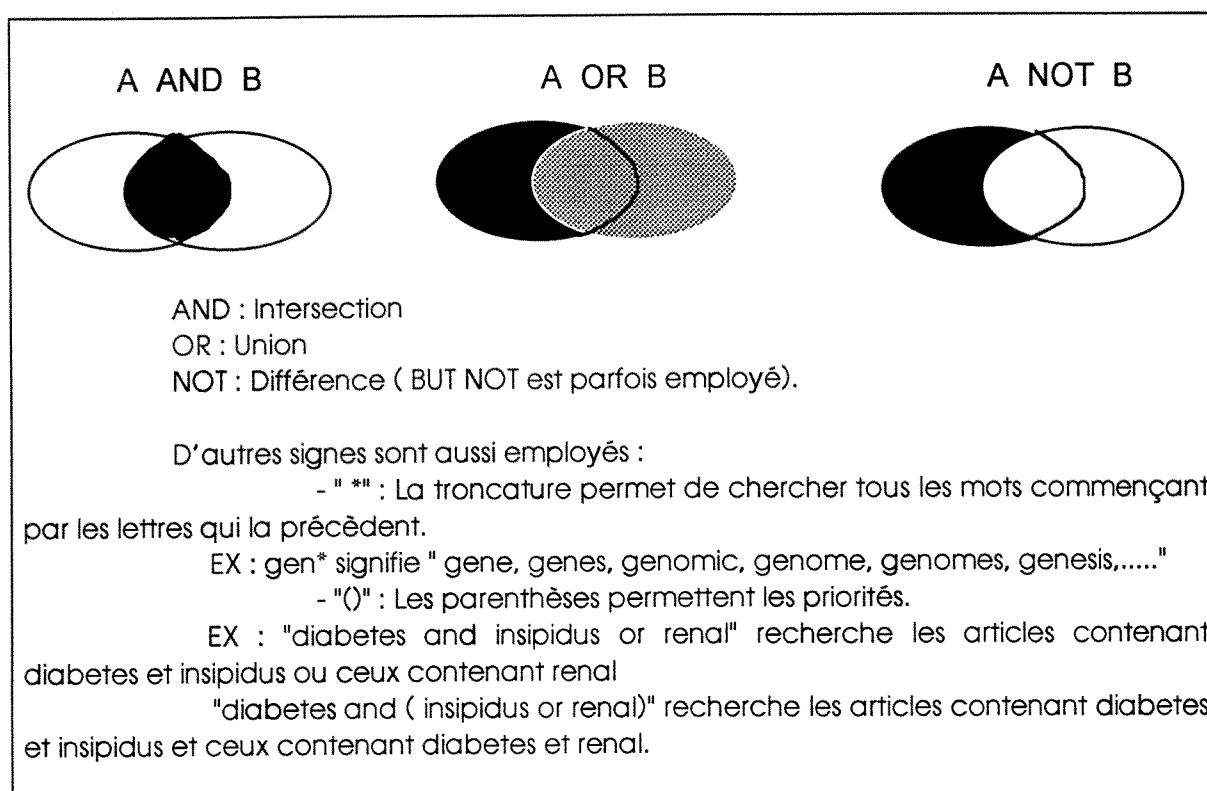 A AND B A OR B A NOT B
AND : Intersection
OR : Union
NOT : Différence ( BUT NOT est parfois employé).
D'autres signes sont aussi employés :
- " *" : La troncature permet de chercher tous les mots commençant
par les lettres qui la précèdent.
EX : gen* signifie " gene, genes, genomic, genome, genomes, genesis,....."
- "()" : Les parenthèses permettent les priorités.
EX : "diabetes and insipidus or renal" recherche les articles contenant
diabetes et insipidus ou ceux contenant renal
"diabetes and ( insipidus or renal)" recherche les articles contenant diabetes
et insipidus et ceux contenant diabetes et renal.